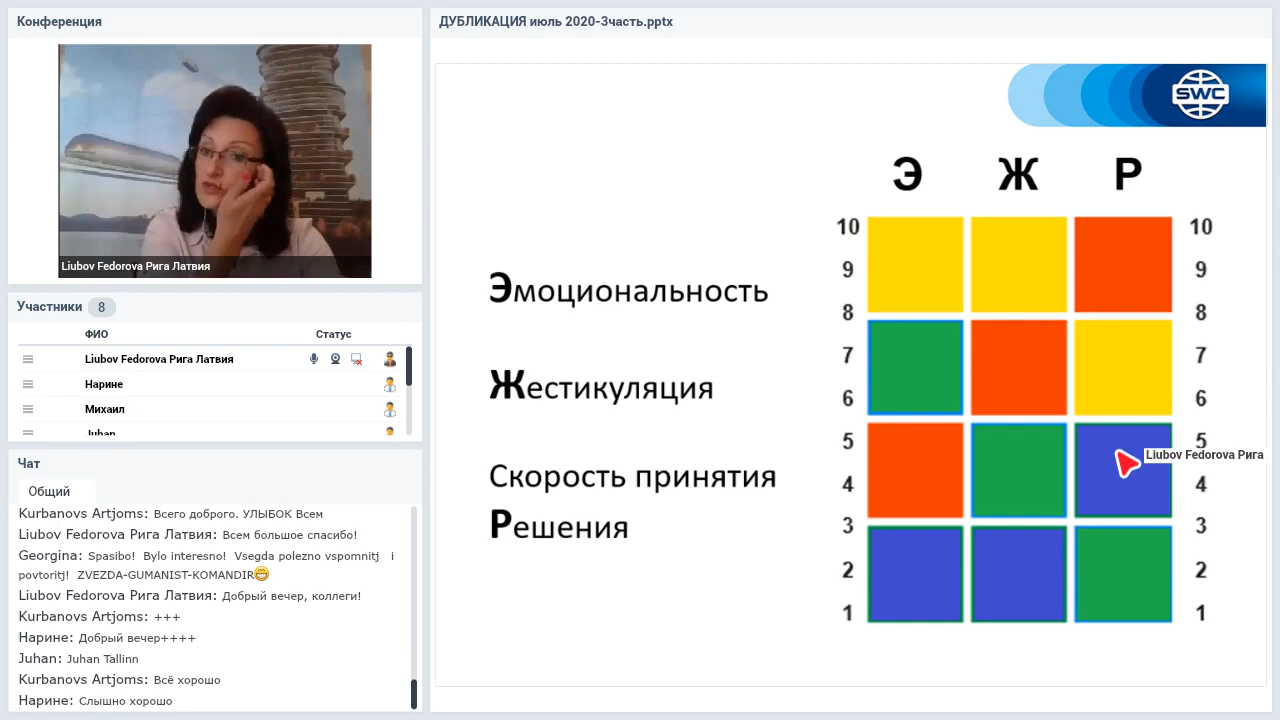 Конференция
Liubov Fedorova Рига Латвия
Участники 8
ФИО Статус
Liubov Fedorova Рига Латвия
Нарине
Михаил
Juhan
Чат
Общий
Kurbanovs Artjoms: Всего доброго. УЛЫБОК Всем
Liubov Fedorova Рига Латвия: Всем большое спасибо!
Georgina: Spasibo! Bylo interesno! Vsegda polezno vspomnitj i
povtoritj! ZVEZDA-GUMANIST-KOMANDIR😁
Liubov Fedorova Рига Латвия: Добрый вечер, коллеги!
Kurbanovs Artjoms: +++
Нарине: Добрый вечер++++
Juhan: Juhan Tallinn
Kurbanovs Artjoms: Всё хорошо
Нарине: Слышно хорошо
ДУБЛИКАЦИЯ июль 2020-3часть.pptx
SWC
Эмоциональность
Жестикуляция
Скорость принятия
Решения
Э Ж Р
10 10
9 9
8 8
7 7
6 6
5 5
Liubov Fedorova Рига
4 4
3 3
2 2
1 1